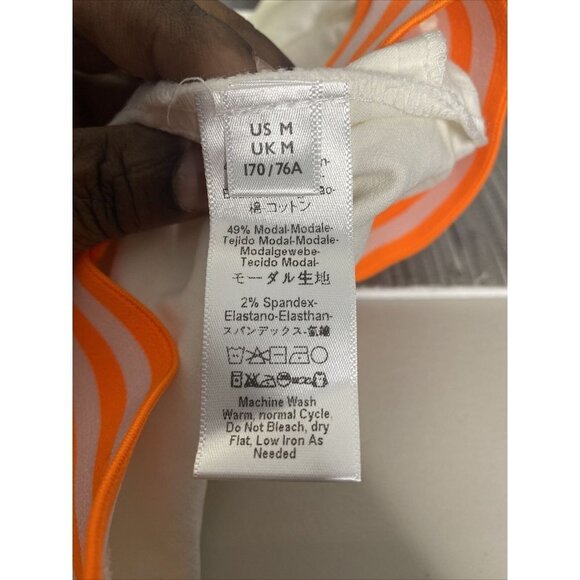 US M
UK M
170/76A
棉 コットン
49% Modal-Modale-
Tejido Modal-Modale-
Modalgewebe-
Tecido Modal-
モーダル生地
2% Spandex-
Elastano-Elasthan-
スパンデックス-氨纶
Machine Wash
Warm, normal Cycle,
Do Not Bleach, dry
Flat, Low Iron As
Needed